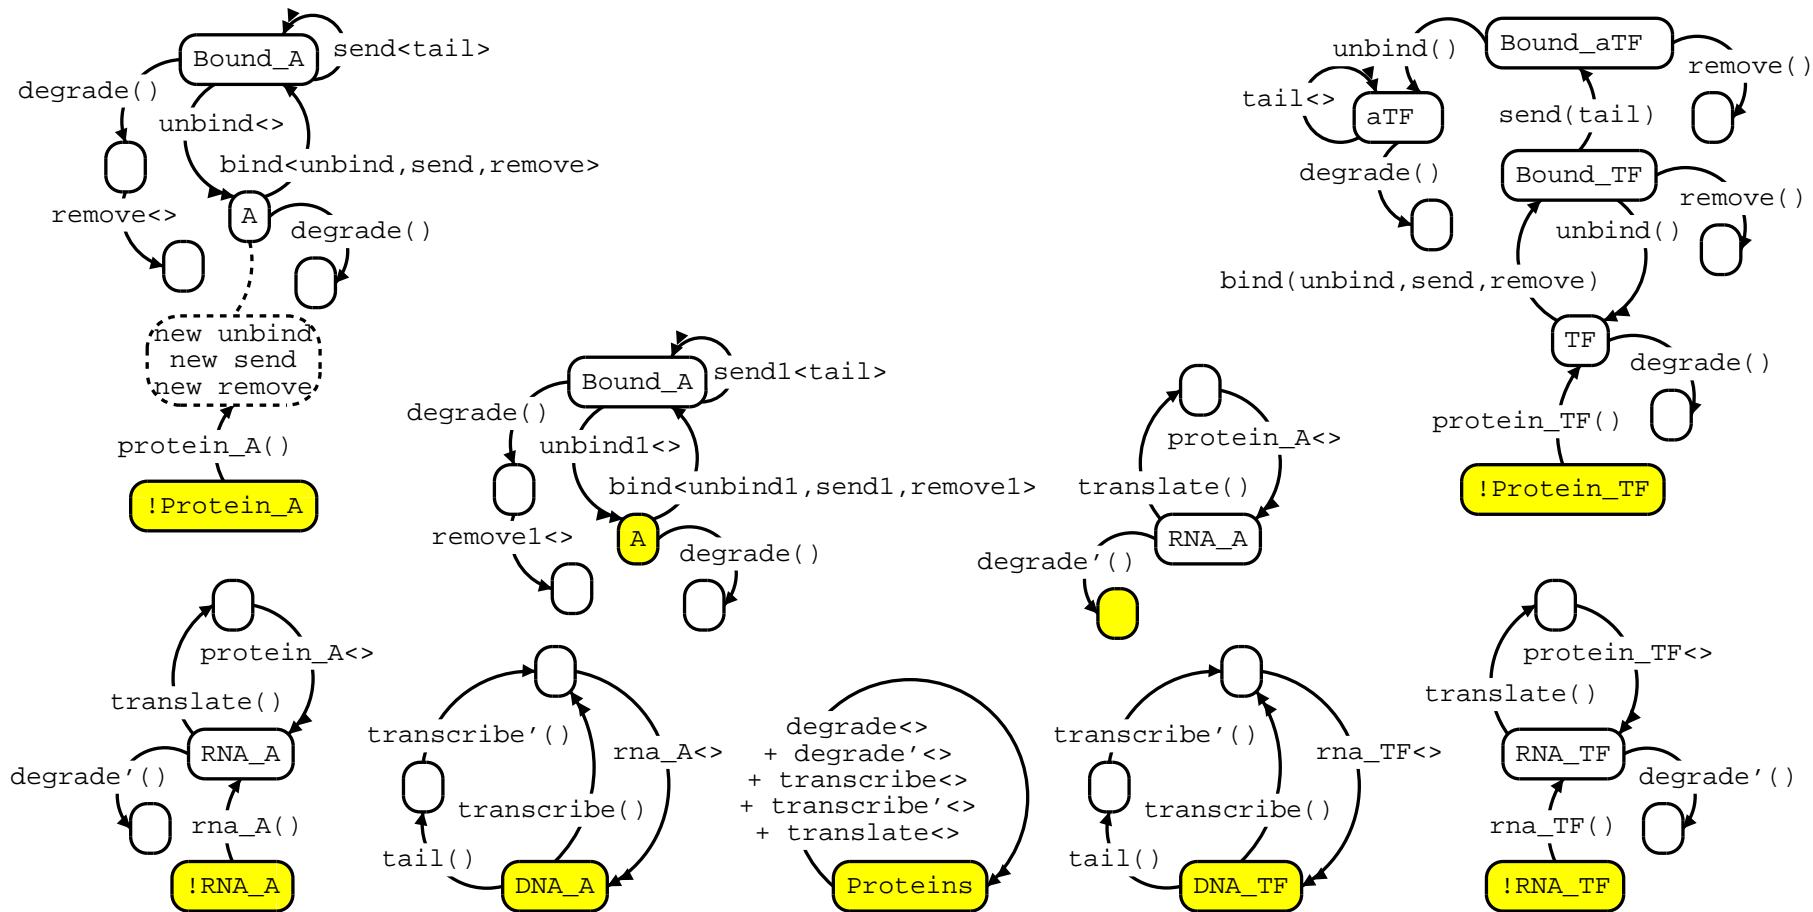 send<tail>
Bound_A
degrade()
unbind<>
bind<unbind,send,remove>
remove<>
A
degrade()
new unbind
new send
new remove
protein_A()
!Protein_A
unbind()
Bound_aTF
remove()
tail<>
aTF
send(tail)
degrade()
Bound_TF
remove()
unbind()
bind(unbind,send,remove)
TF
degrade()
protein_TF()
!Protein_TF
send1<tail>
Bound_A
degrade()
unbind1<>
bind<unbind1,send1,remove1>
remove1<>
A
degrade()
protein_A<>
translate()
RNA_A
degrade'()
protein_A<>
translate()
RNA_A
degrade'()
rna_A()
!RNA_A
transcribe'()
rna_A<>
transcribe()
tail()
DNA_A
degrade<>
+ degrade'<>
+ transcribe<>
+ transcribe'<>
+ translate<>
Proteins
transcribe'()
rna_TF<>
transcribe()
tail()
DNA_TF
protein_TF<>
translate()
RNA_TF
degrade'()
rna_TF()
!RNA_TF